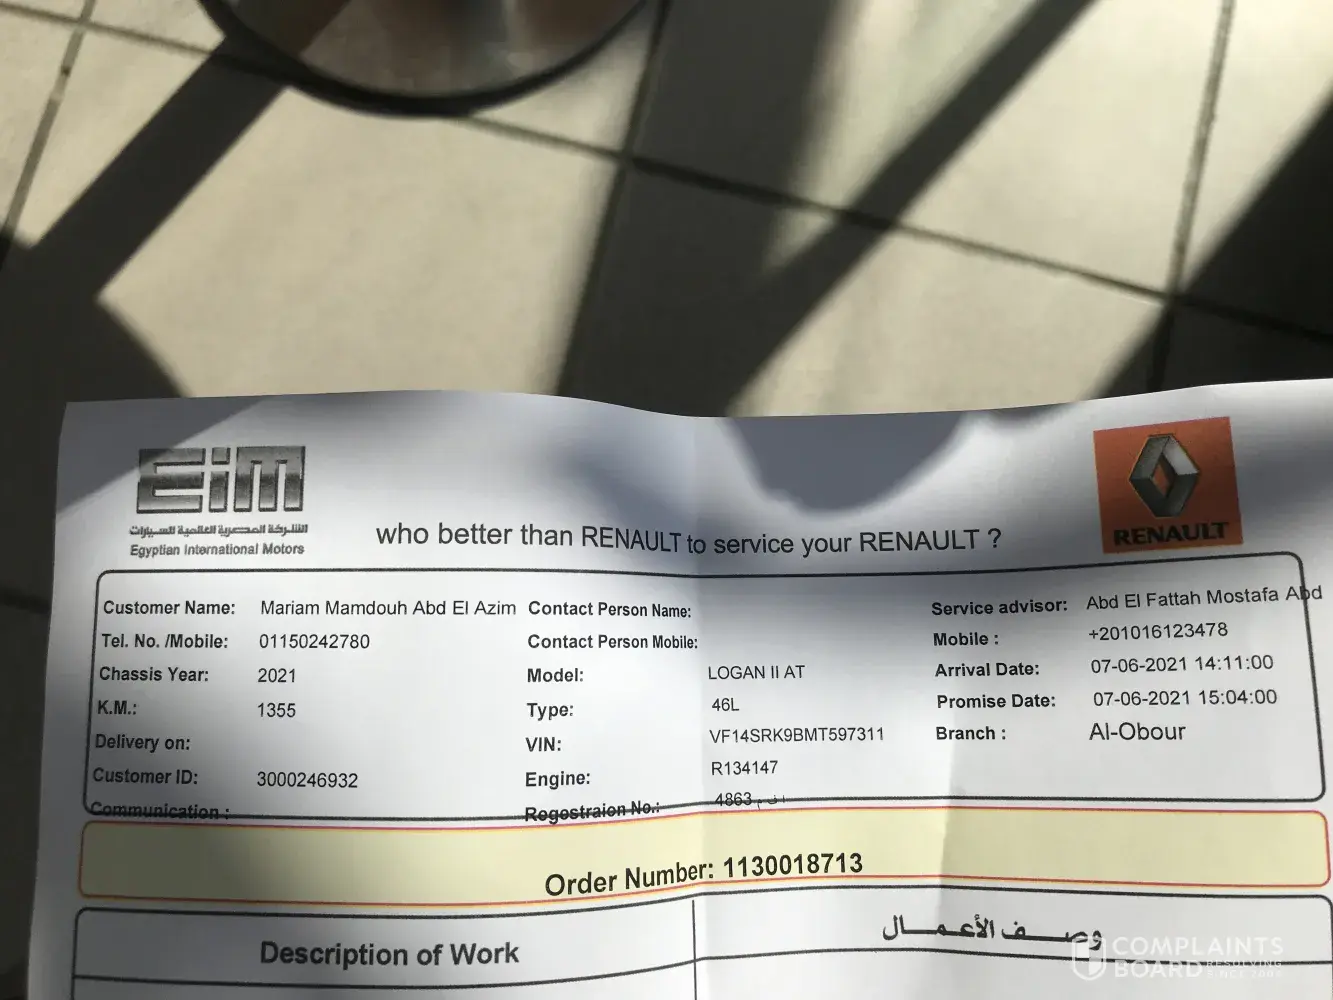 EIM
الشركة المصرية العالمية للسيارات
Egyptian International Motors
who better than RENAULT to service your RENAULT ?
RENAULT
Customer Name: Mariam Mamdouh Abd El Azim Contact Person Name: Service advisor: Abd El Fattah Mostafa Abd
Tel. No. /Mobile: 01150242780 Contact Person Mobile: Mobile : +201016123478
Chassis Year: 2021 Model: LOGAN II AT Arrival Date: 07-06-2021 14:11:00
K.M.: 1355 Type: 46L Promise Date: 07-06-2021 15:04:00
Delivery on: VIN: VF14SRK9BMT597311 Branch : Al-Obour
Customer ID: 3000246932 Engine: R134147
Communication : Regostraion No.: 4863
Order Number: 1130018713
Description of Work وصف الأعمال
COMPLAINTS
BOARD RESOLVING SINCE 2004